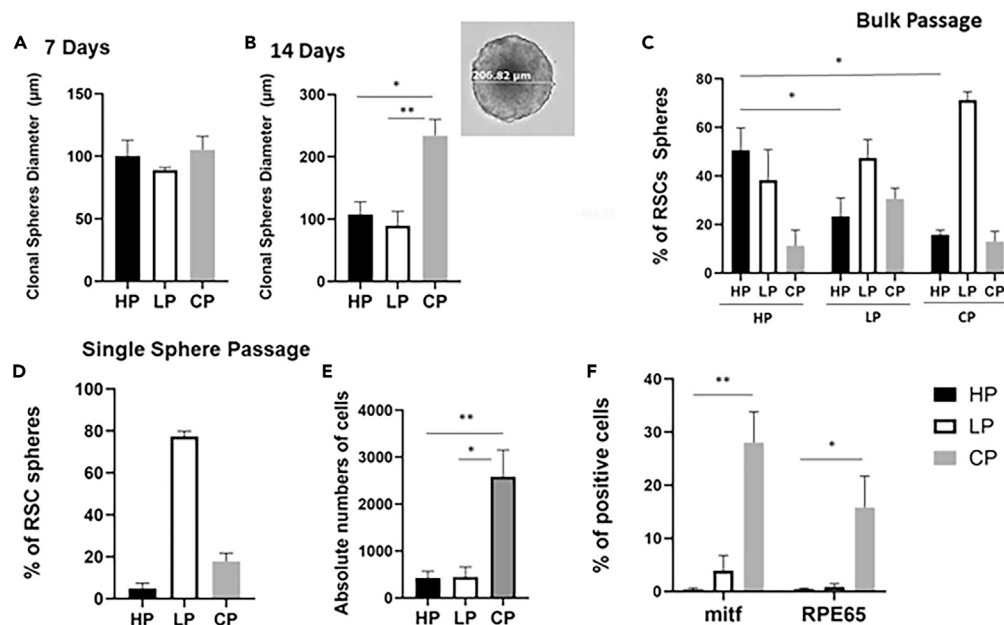 A 7 Days
Clonal Spheres Diameter (µm)
150
100
50
0
HP LP CP
B 14 Days
Clonal Spheres Diameter (µm)
300
200
100
0
*
**
HP LP CP
206.82 µm
Bulk Passage
C
% of RSCs Spheres
80
60
40
20
0
*
*
HP LP CP HP LP CP HP LP CP
HP LP CP
Single Sphere Passage
D
% of RSC spheres
100
80
60
40
20
0
HP LP CP
E
Absolute numbers of cells
4000
3000
2000
1000
0
**
*
HP LP CP
F
% of positive cells
40
30
20
10
0
**
*
mitf RPE65
HP
LP
CP